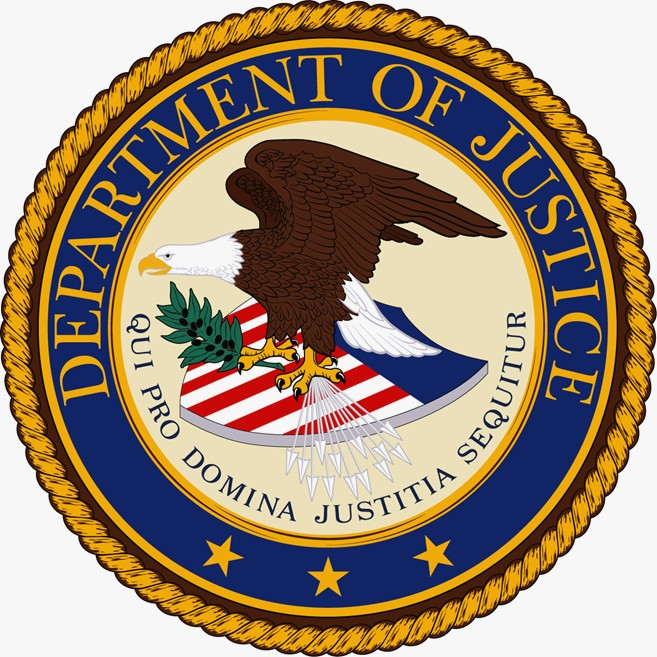 DEPARTMENT OF JUSTICE
QUI PRO DOMINA JUSTITIA SEQUITUR